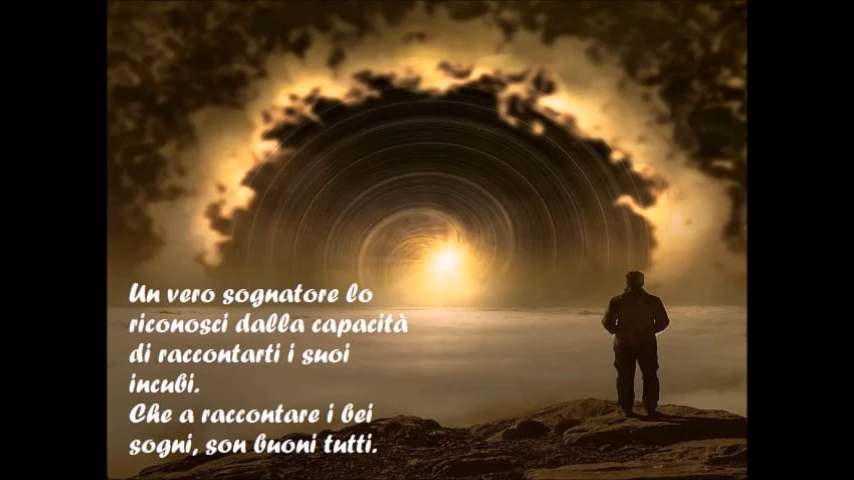 Un vero sognatore lo
riconosci dalla capacità
di raccontarti i suoi
incubi.
Che a raccontare i bei
sogni, son buoni tutti.